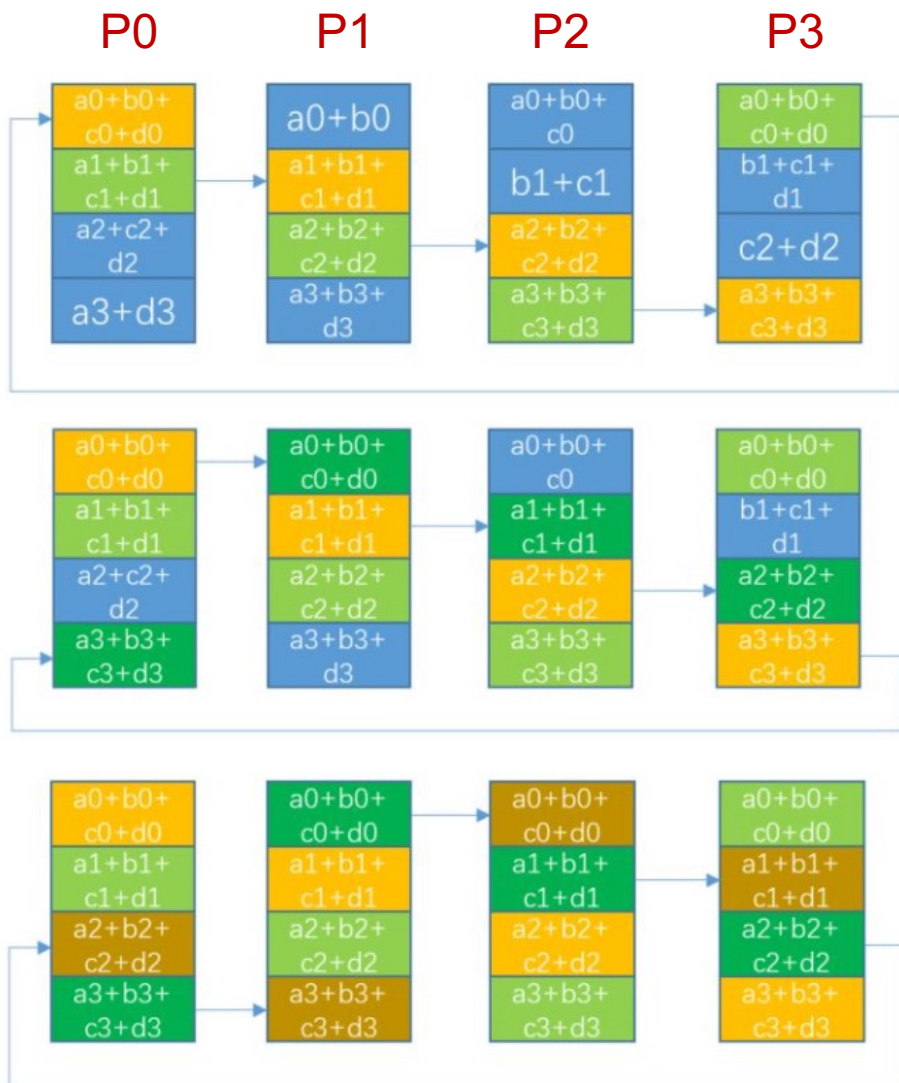 P0 P1 P2 P3
a0+b0+
c0+d0
a0+b0
a0+b0+
c0
a0+b0+
c0+d0
a1+b1+
c1+d1
a1+b1+
c1+d1
b1+c1
b1+c1+
d1
a2+c2+
d2
a2+b2+
c2+d2
a2+b2+
c2+d2
c2+d2
a3+d3
a3+b3+
d3
a3+b3+
c3+d3
a3+b3+
c3+d3
a0+b0+
c0+d0
a0+b0+
c0+d0
a0+b0+
c0
a0+b0+
c0+d0
a1+b1+
c1+d1
a1+b1+
c1+d1
a1+b1+
c1+d1
b1+c1+
d1
a2+c2+
d2
a2+b2+
c2+d2
a2+b2+
c2+d2
a2+b2+
c2+d2
a3+b3+
c3+d3
a3+b3+
d3
a3+b3+
c3+d3
a3+b3+
c3+d3
a0+b0+
c0+d0
a0+b0+
c0+d0
a0+b0+
c0+d0
a0+b0+
c0+d0
a1+b1+
c1+d1
a1+b1+
c1+d1
a1+b1+
c1+d1
a1+b1+
c1+d1
a2+b2+
c2+d2
a2+b2+
c2+d2
a2+b2+
c2+d2
a2+b2+
c2+d2
a3+b3+
c3+d3
a3+b3+
c3+d3
a3+b3+
c3+d3
a3+b3+
c3+d3